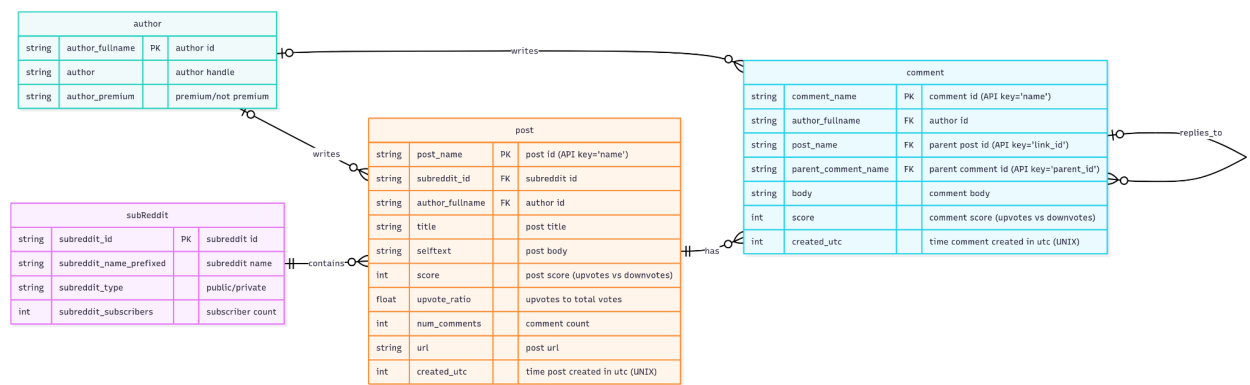 author
string author_fullname PK author id
string author author handle
string author_premium premium/not premium
writes
writes
subReddit
string subreddit_id PK subreddit id
string subreddit_name_prefixed subreddit name
string subreddit_type public/private
int subreddit_subscribers subscriber count
contains
post
string post_name PK post id (API key='name')
string subreddit_id FK subreddit id
string author_fullname FK author id
string title post title
string selftext post body
int score post score (upvotes vs downvotes)
float upvote_ratio upvotes to total votes
int num_comments comment count
string url post url
int created_utc time post created in utc (UNIX)
has
comment
string comment_name PK comment id (API key='name')
string author_fullname FK author id
string post_name FK parent post id (API key='link_id')
string parent_comment_name FK parent comment id (API key='parent_id')
string body comment body
int score comment score (upvotes vs downvotes)
int created_utc time comment created in utc (UNIX)
replies_to